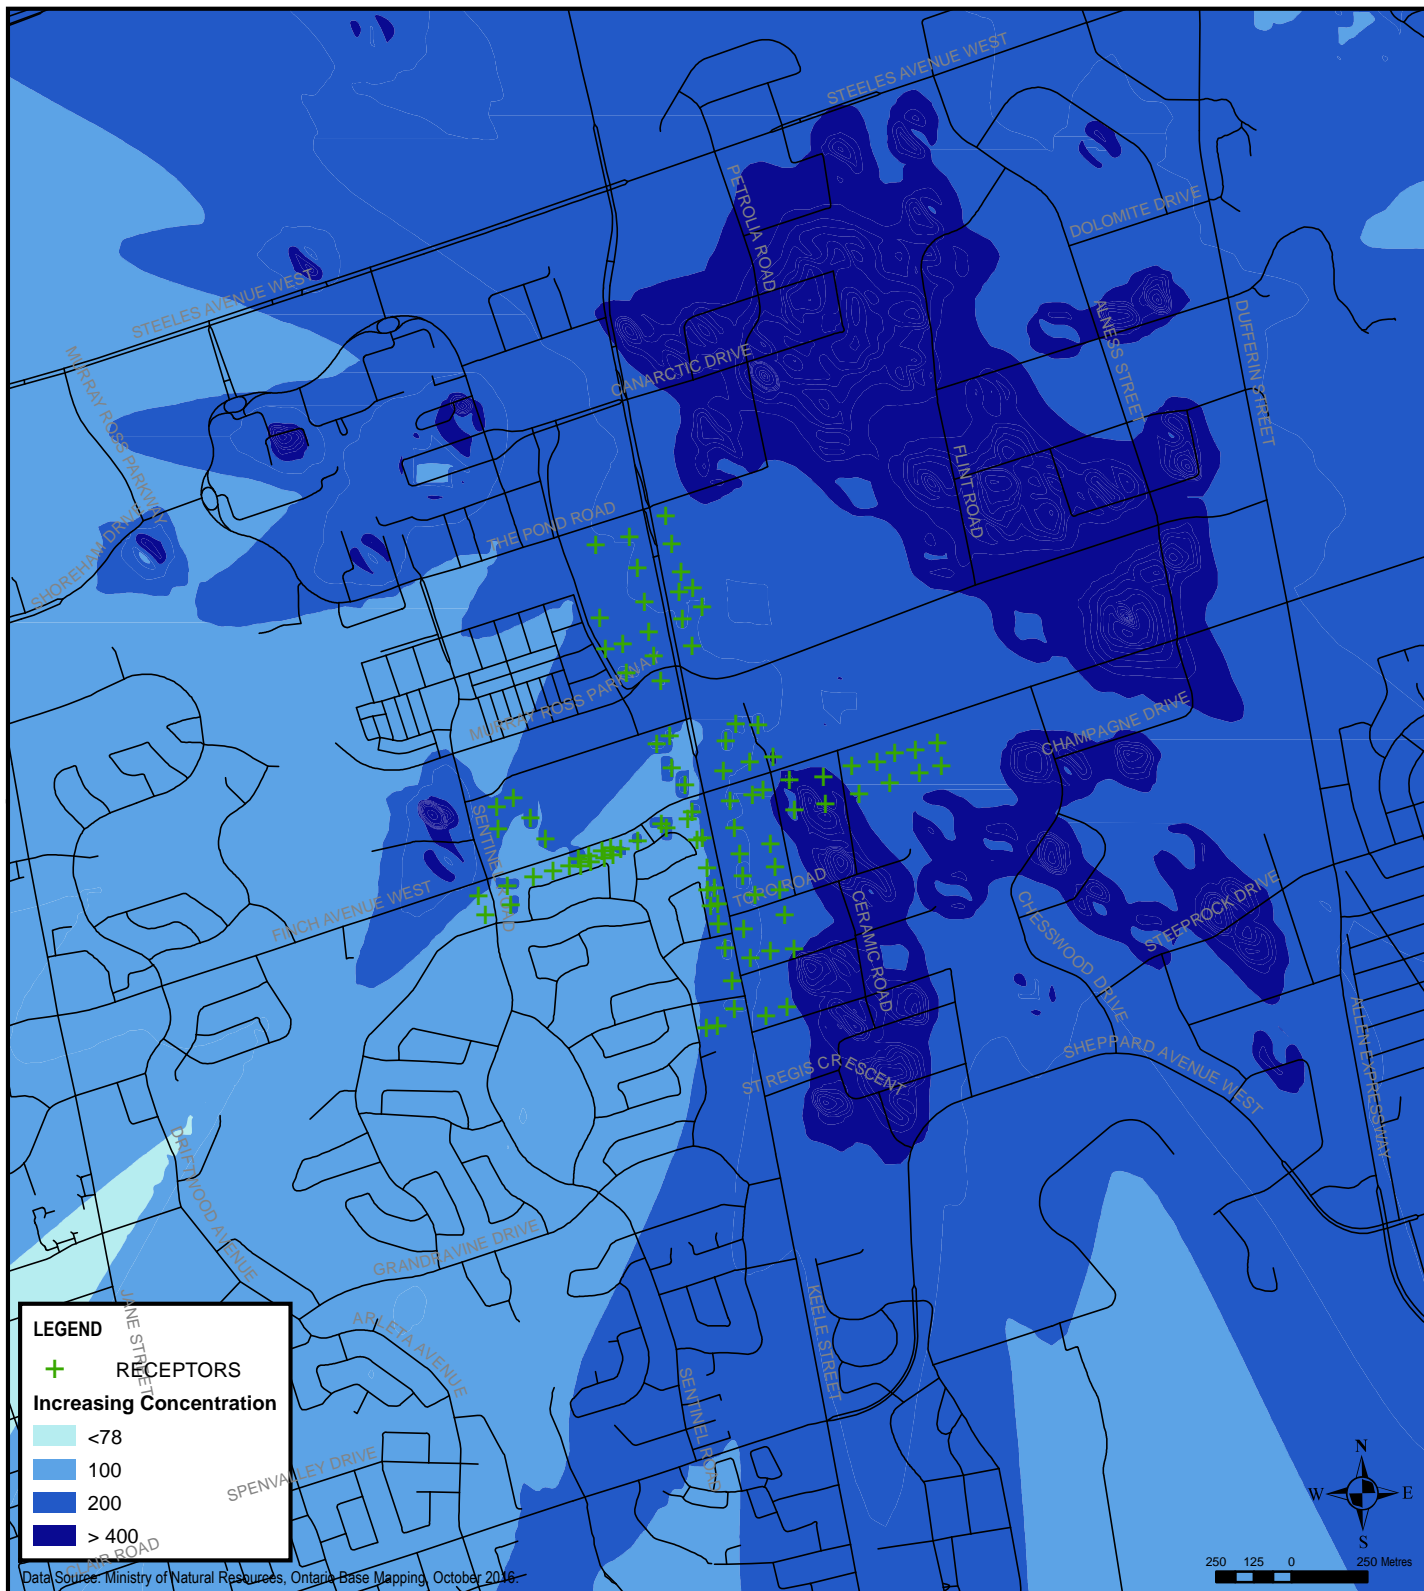 STEELES AVENUE WEST
PETROLIA ROAD
DOLOMITE DRIVE
STEELES AVENUE WEST
MURRAY ROSS PARKWAY
CANARCTIC DRIVE
ALNESS STREET
DUFFERIN STREET
FLINT ROAD
SHOREHAM DRIVE
THE POND ROAD
MURRAY ROSS PARKWAY
CHAMPAGNE DRIVE
SENTINEL ROAD
FINCH AVENUE WEST
TORO ROAD
CERAMIC ROAD
CHESSWOOD DRIVE
STEEPROCK DRIVE
ALLEN EXPRESSWAY
SHEPPARD AVENUE WEST
ST REGIS CRESCENT
DRIFTWOOD AVENUE
GRANDRAVINE DRIVE
JANE STREET
ARLETA AVENUE
KEELE STREET
SENTINEL ROAD
SPENVALLEY DRIVE
CLAIR ROAD
LEGEND
RECEPTORS
Increasing Concentration
<78
100
200
> 400
Data Source: Ministry of Natural Resources, Ontario Base Mapping, October 2016.
N
W E
S
250 125 0 250 Metres